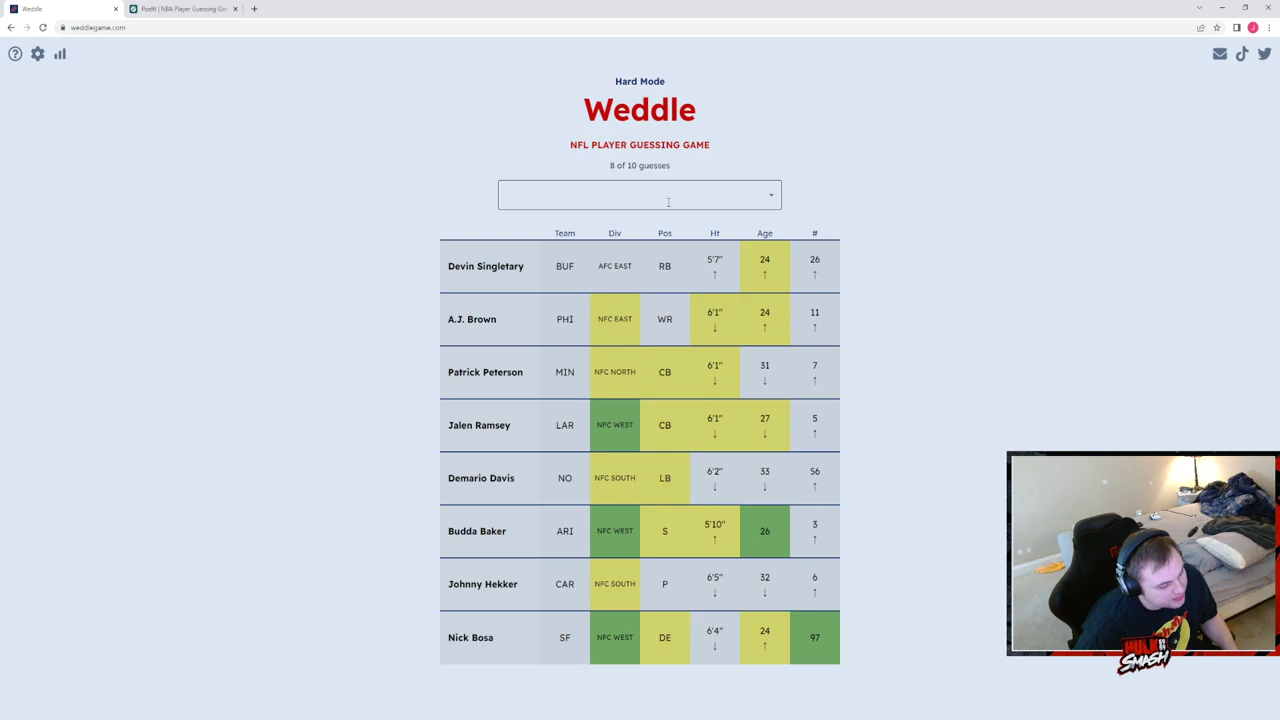 Weddle
Poeltl | NBA Player Guessing Ga
weddlegame.com
Hard Mode
Weddle
NFL PLAYER GUESSING GAME
8 of 10 guesses
Team Div Pos Ht Age #
Devin Singletary BUF AFC EAST RB 5'7" ↑ 24 ↑ 26 ↑
A.J. Brown PHI NFC EAST WR 6'1" ↓ 24 ↑ 11 ↑
Patrick Peterson MIN NFC NORTH CB 6'1" ↓ 31 ↓ 7 ↑
Jalen Ramsey LAR NFC WEST CB 6'1" ↓ 27 ↓ 5 ↑
Demario Davis NO NFC SOUTH LB 6'2" ↓ 33 ↓ 56 ↑
Budda Baker ARI NFC WEST S 5'10" ↑ 26 3 ↑
Johnny Hekker CAR NFC SOUTH P 6'5" ↓ 32 ↓ 6 ↑
Nick Bosa SF NFC WEST DE 6'4" ↓ 24 ↑ 97
HULK
SMASH